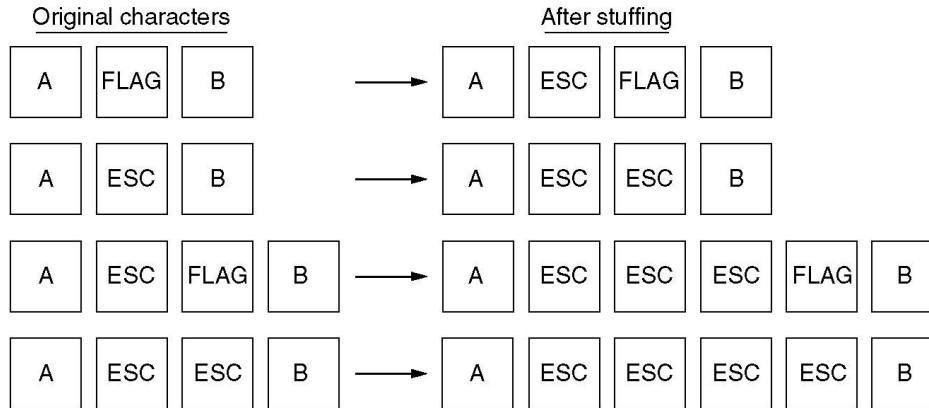 Original characters After stuffing
A FLAG B A ESC FLAG B
A ESC B A ESC ESC B
A ESC FLAG B A ESC ESC ESC FLAG B
A ESC ESC B A ESC ESC ESC ESC B